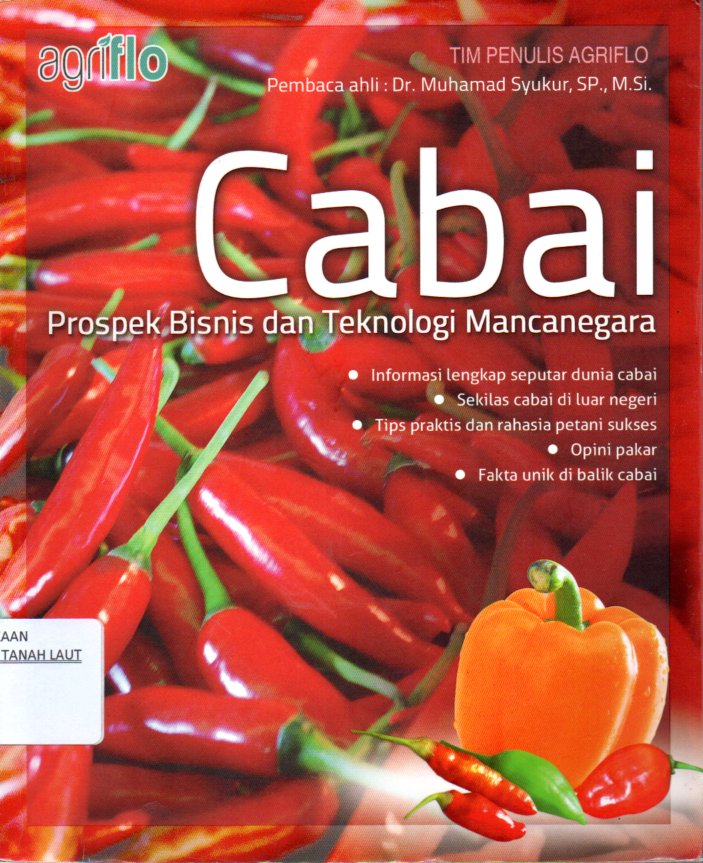 agriflo
TIM PENULIS AGRIFLO
Pembaca ahli : Dr. Muhamad Syukur, SP., M.Si.
Cabai
Prospek Bisnis dan Teknologi Mancanegara
● Informasi lengkap seputar dunia cabai
● Sekilas cabai di luar negeri
● Tips praktis dan rahasia petani sukses
● Opini pakar
● Fakta unik di balik cabai
AAN
TANAH LAUT